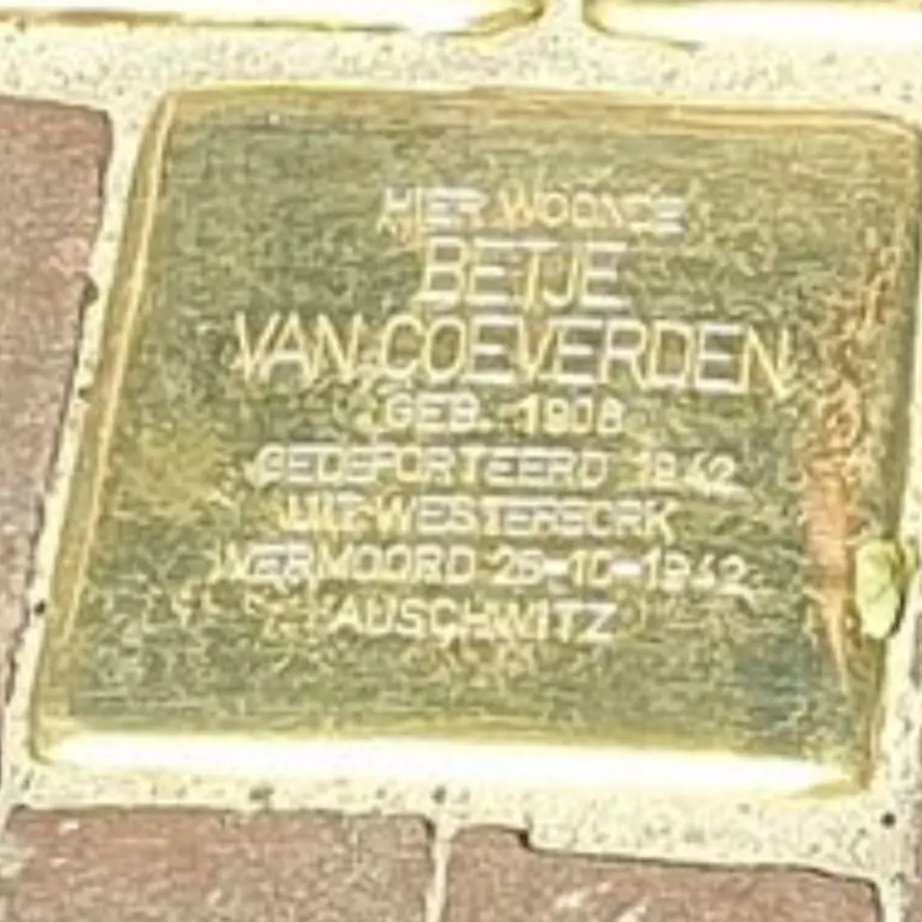 HIER WOONDE
BETJE
VAN COEVERDEN
GEB. 1908
GEDEPORTEERD 1942
UIT WESTERBORK
VERMOORD 26-10-1942
AUSCHWITZ